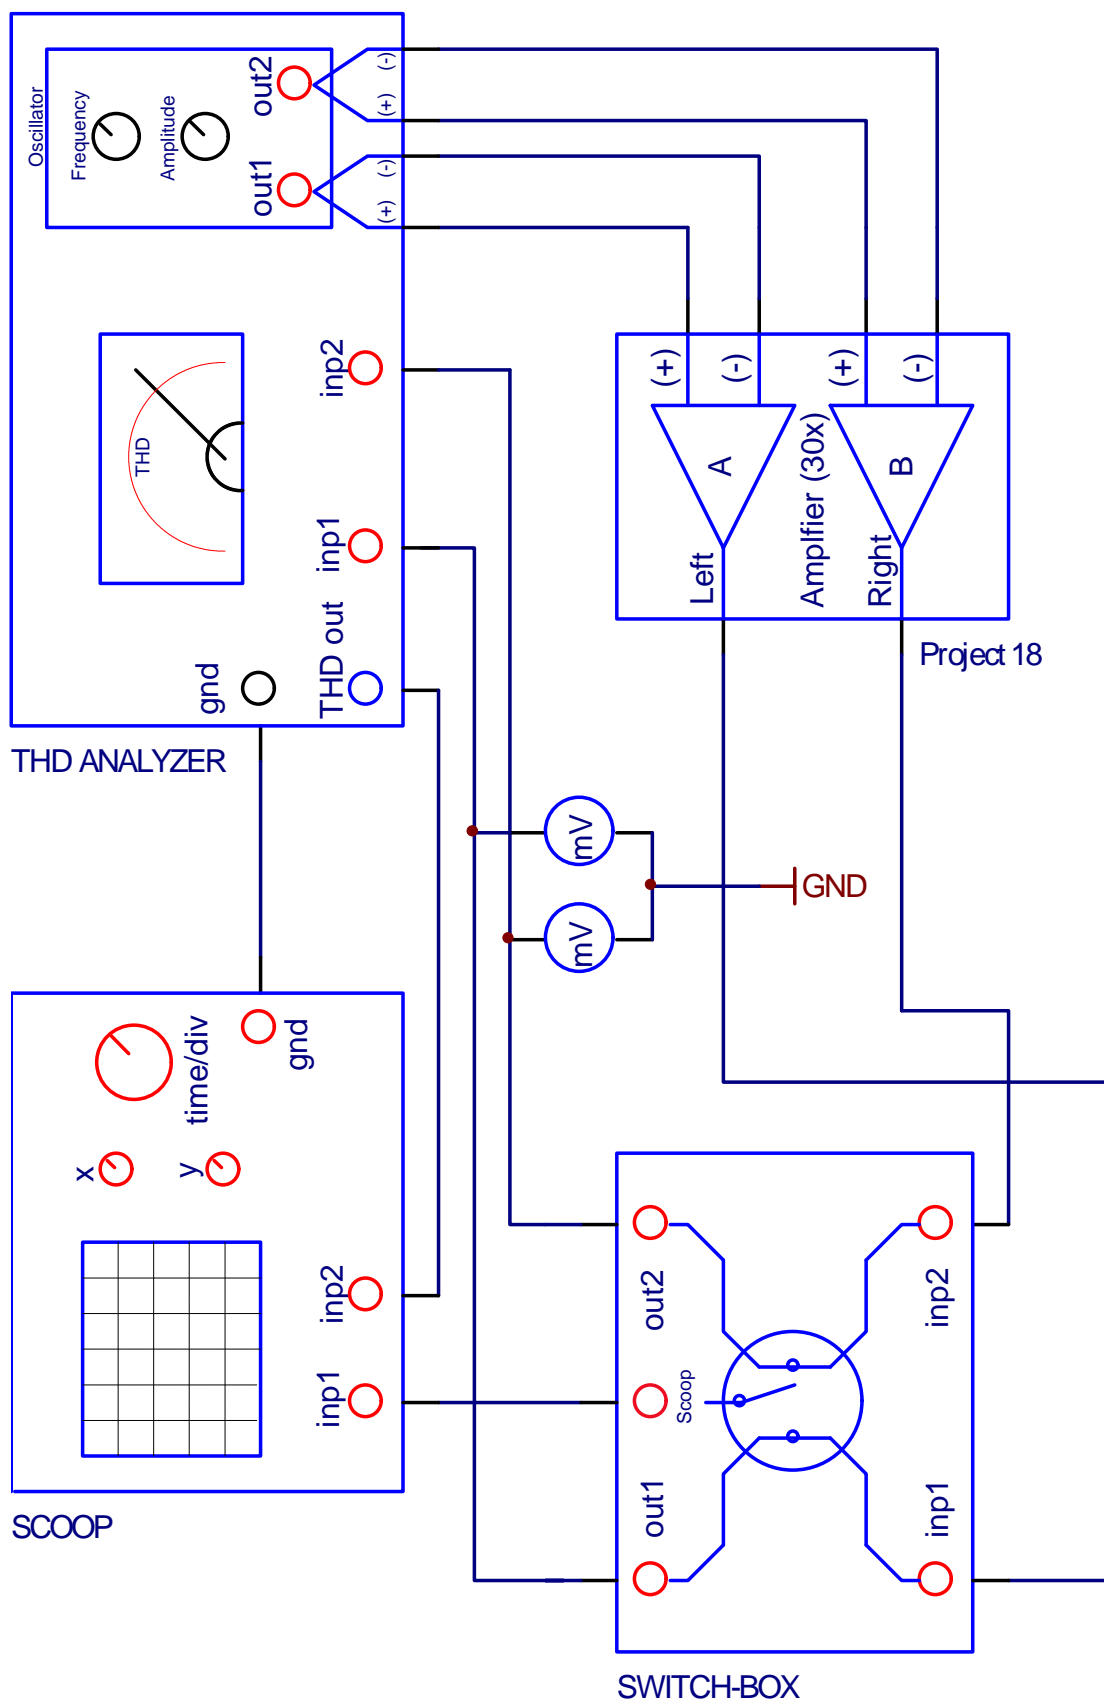 Oscillator
Frequency
Amplitude
out2
out1
(-)
(+)
(-)
(+)
THD
inp2
inp1
THD out
gnd
THD ANALYZER
(+)
(-)
(+)
(-)
A
B
Amplfier (30x)
Left
Right
Project 18
mV
mV
GND
gnd
time/div
x
y
inp2
inp1
SCOOP
out2
Scoop
out1
inp2
inp1
SWITCH-BOX